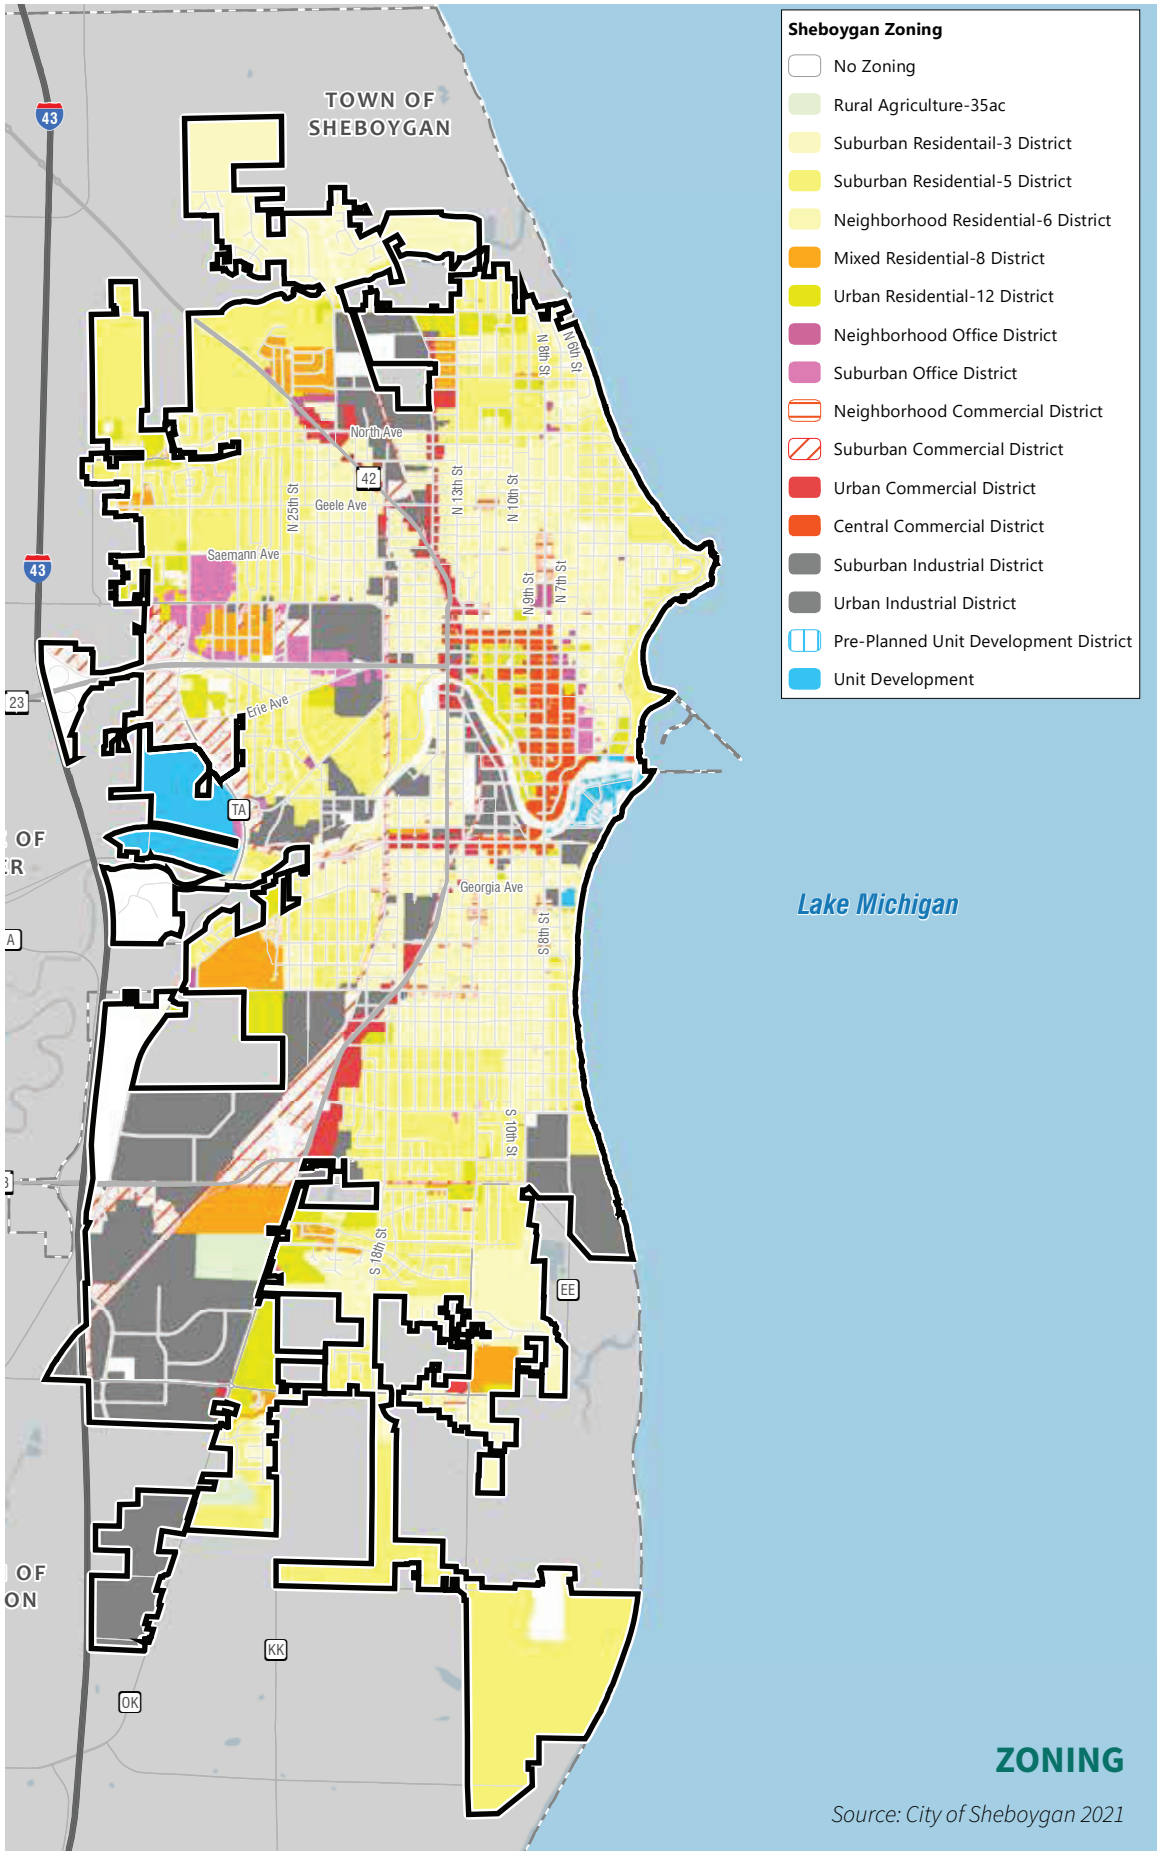 TOWN OF
SHEBOYGAN
43
Sheboygan Zoning
No Zoning
Rural Agriculture-35ac
Suburban Residentail-3 District
Suburban Residential-5 District
Neighborhood Residential-6 District
Mixed Residential-8 District
Urban Residential-12 District
Neighborhood Office District
Suburban Office District
Neighborhood Commercial District
Suburban Commercial District
Urban Commercial District
Central Commercial District
Suburban Industrial District
Urban Industrial District
Pre-Planned Unit Development District
Unit Development
N 8th St
N 6th St
North Ave
42
N 13th St
N 10th St
N 25th St
Geele Ave
Saemann Ave
43
N 9th St
N 7th St
23
Erie Ave
TA
OF
ER
Georgia Ave
Lake Michigan
S 8th St
A
S 10th St
B
S 18th St
EE
OF
ON
KK
OK
ZONING
Source: City of Sheboygan 2021